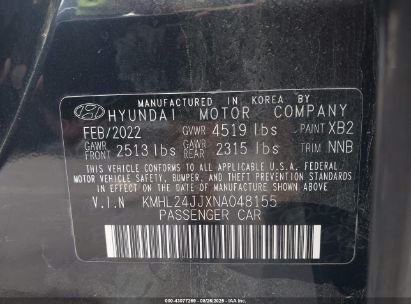 MANUFACTURED IN KOREA BY
HYUNDAI MOTOR COMPANY
FEB/2022 GVWR 4519 lbs PAINT XB2
GAWR FRONT 2513 lbs GAWR REAR 2315 lbs TRIM NNB
THIS VEHICLE CONFORMS TO ALL APPLICABLE U.S.A. FEDERAL
MOTOR VEHICLE SAFETY, BUMPER, AND THEFT PREVENTION STANDARDS
IN EFFECT ON THE DATE OF MANUFACTURE SHOWN ABOVE.
V.I.N KMHL24JJXNA048155
PASSENGER CAR